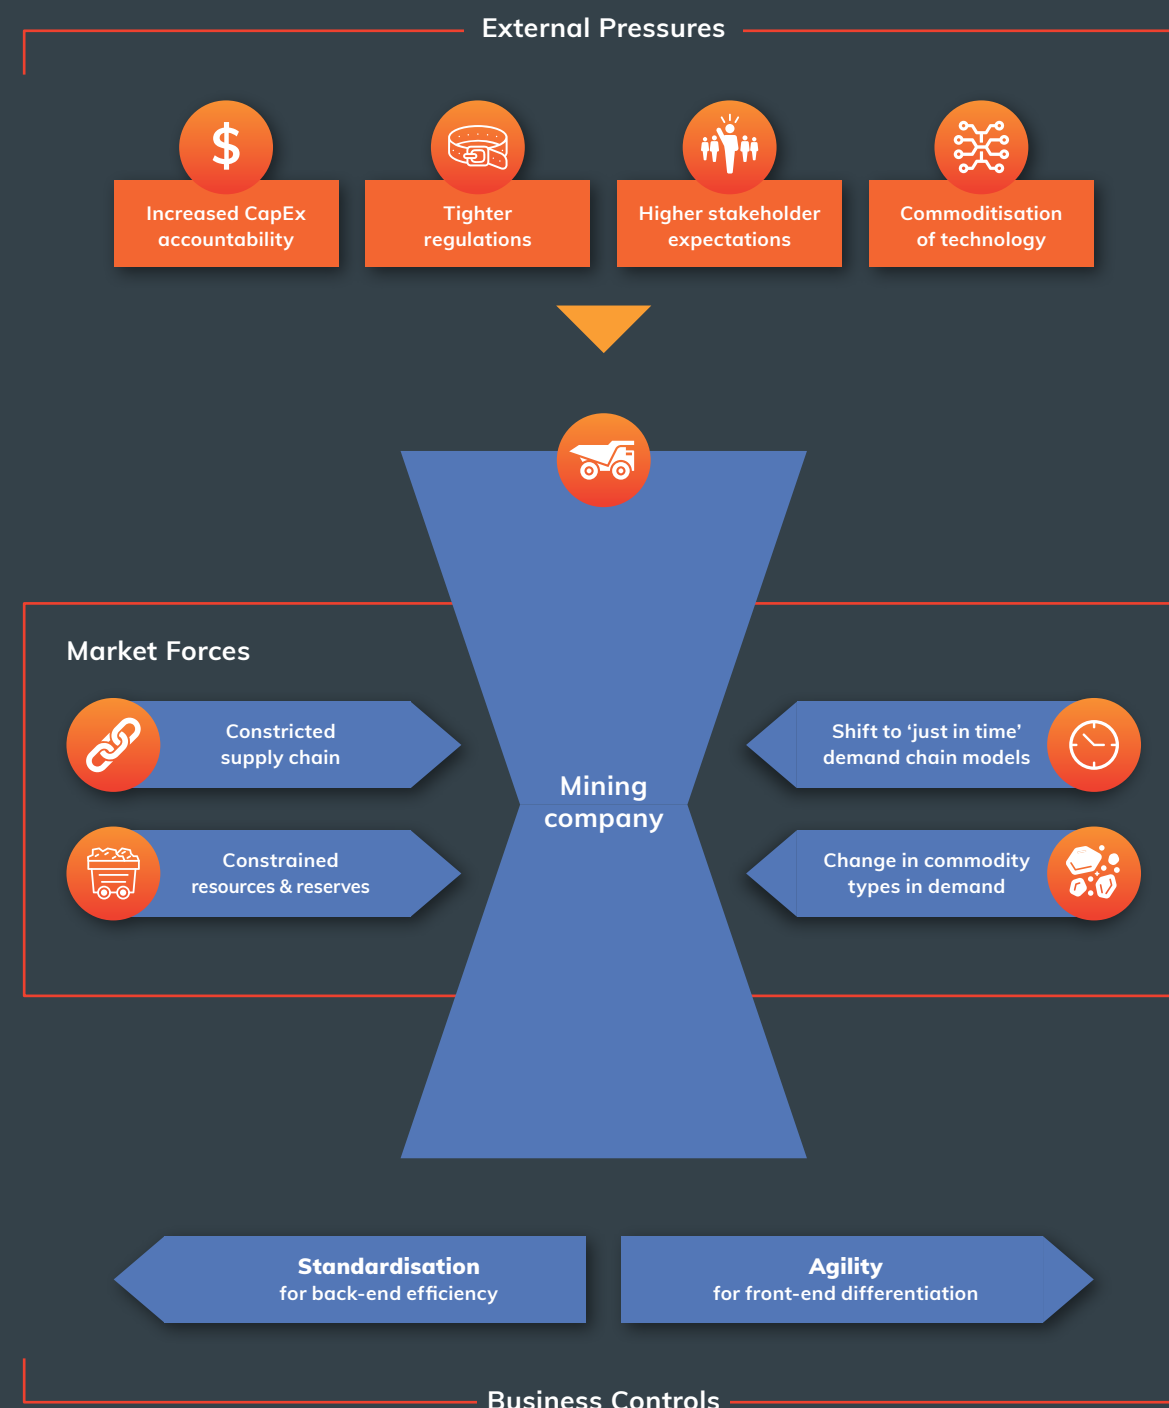 External Pressures
$
Increased CapEx
accountability
Tighter
regulations
Higher stakeholder
expectations
Commoditisation
of technology
Market Forces
Constricted
supply chain
Constrained
resources & reserves
Mining
company
Shift to ‘just in time’
demand chain models
Change in commodity
types in demand
Standardisation
for back-end efficiency
Agility
for front-end differentiation
Business Controls